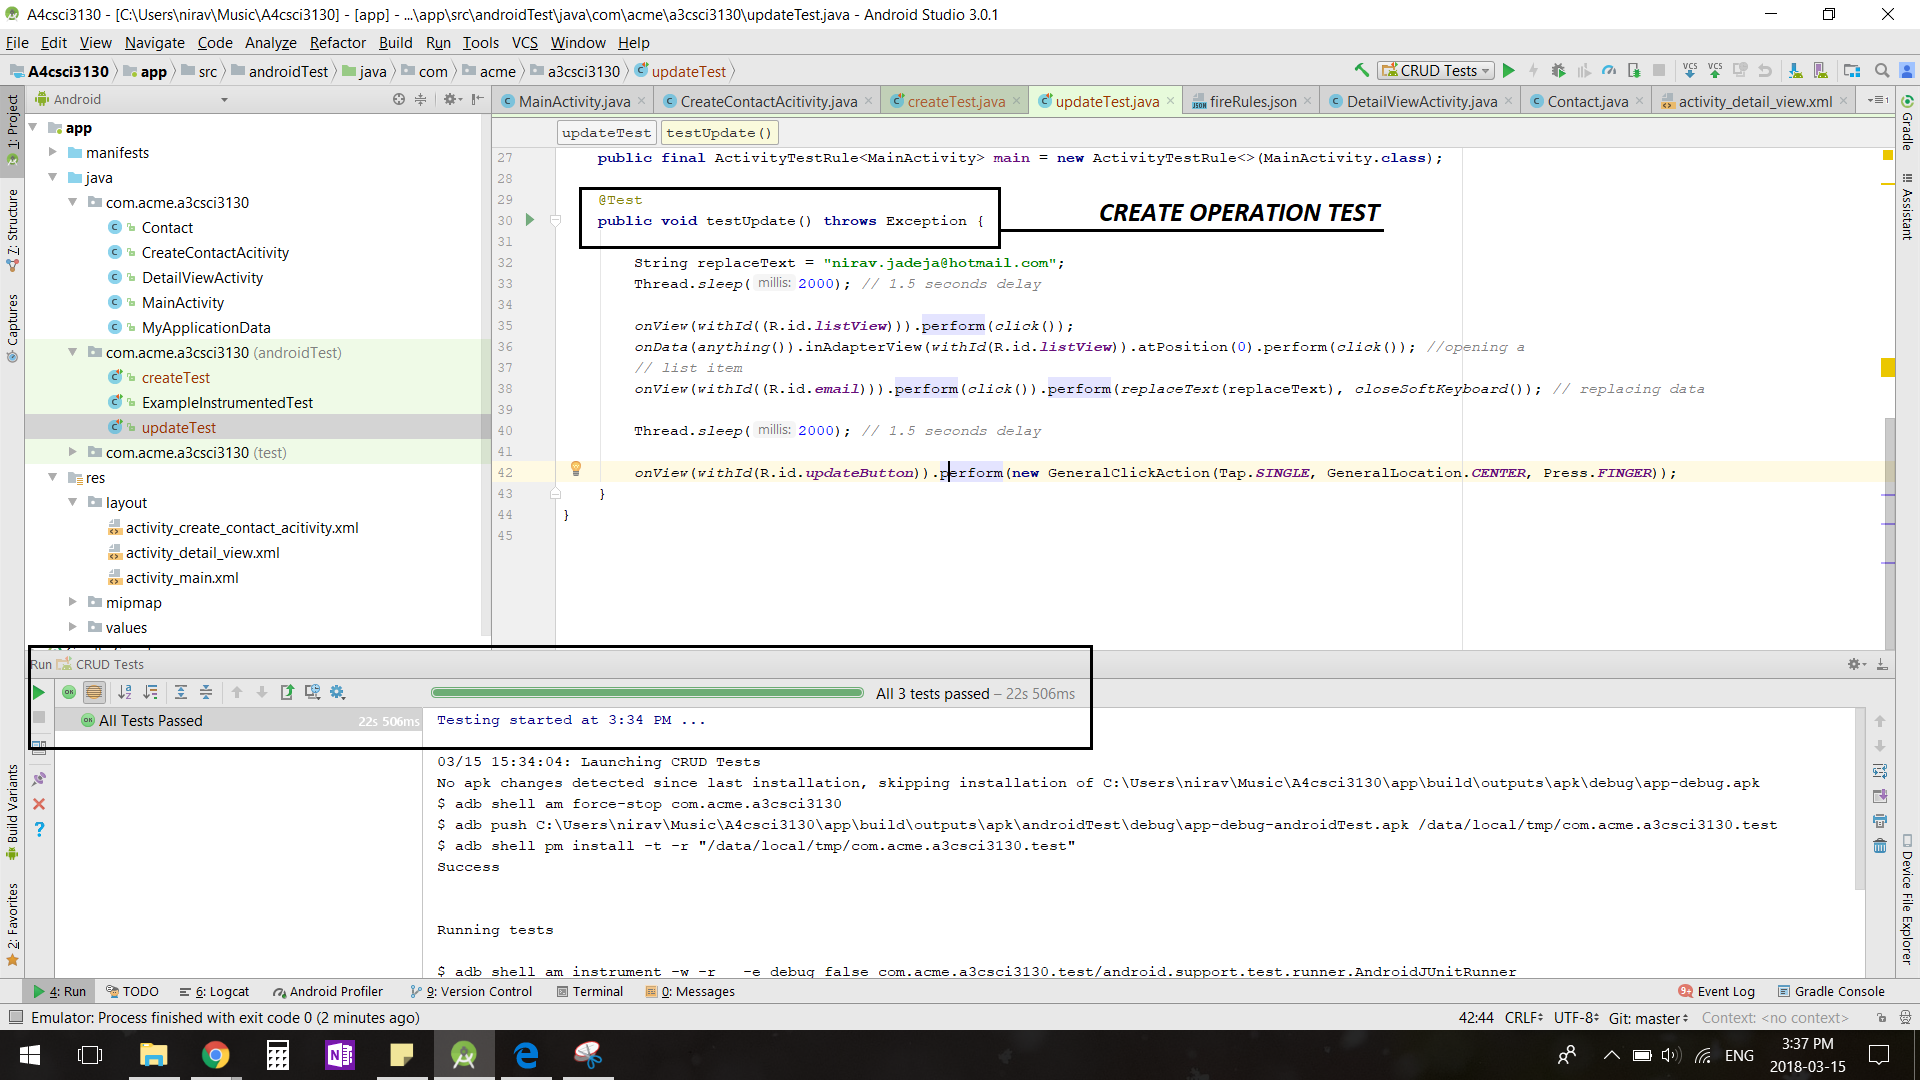 A4csci3130 - [C:\Users\nirav\Music\A4csci3130] - [app] - ...\app\src\androidTest\java\com\acme\a3csci3130\updateTest.java - Android Studio 3.0.1
File Edit View Navigate Code Analyze Refactor Build Run Tools VCS Window Help
A4csci3130 app src androidTest java com acme a3csci3130 updateTest CRUD Tests VCS VCS
1: Project
7: Structure
Captures
Build Variants
2: Favorites
Android
app
manifests
java
com.acme.a3csci3130
Contact
CreateContactAcitivity
DetailViewActivity
MainActivity
MyApplicationData
com.acme.a3csci3130 (androidTest)
createTest
ExampleInstrumentedTest
updateTest
com.acme.a3csci3130 (test)
res
layout
activity_create_contact_acitivity.xml
activity_detail_view.xml
activity_main.xml
mipmap
values
MainActivity.java CreateContactAcitivity.java createTest.java updateTest.java fireRules.json DetailViewActivity.java Contact.java activity_detail_view.xml
updateTest testUpdate()
27 public final ActivityTestRule<MainActivity> main = new ActivityTestRule<>(MainActivity.class);
28
29 @Test
30 public void testUpdate() throws Exception {
CREATE OPERATION TEST
31
32 String replaceText = "nirav.jadeja@hotmail.com";
33 Thread.sleep( millis: 2000); // 1.5 seconds delay
34
35 onView(withId((R.id.listView))).perform(click());
36 onData(anything()).inAdapterView(withId(R.id.listView)).atPosition(0).perform(click()); //opening a
37 // list item
38 onView(withId((R.id.email))).perform(click()).perform(replaceText(replaceText), closeSoftKeyboard()); // replacing data
39
40 Thread.sleep( millis: 2000); // 1.5 seconds delay
41
42 onView(withId(R.id.updateButton)).perform(new GeneralClickAction(Tap.SINGLE, GeneralLocation.CENTER, Press.FINGER));
43 }
44 }
45
Gradle
Assistant
Device File Explorer
Run CRUD Tests
All 3 tests passed – 22s 506ms
All Tests Passed 22s 506ms
Testing started at 3:34 PM ...
03/15 15:34:04: Launching CRUD Tests
No apk changes detected since last installation, skipping installation of C:\Users\nirav\Music\A4csci3130\app\build\outputs\apk\debug\app-debug.apk
$ adb shell am force-stop com.acme.a3csci3130
$ adb push C:\Users\nirav\Music\A4csci3130\app\build\outputs\apk\androidTest\debug\app-debug-androidTest.apk /data/local/tmp/com.acme.a3csci3130.test
$ adb shell pm install -t -r "/data/local/tmp/com.acme.a3csci3130.test"
Success
Running tests
$ adb shell am instrument -w -r   -e debug false com.acme.a3csci3130.test/android.support.test.runner.AndroidJUnitRunner
4: Run TODO 6: Logcat Android Profiler 9: Version Control Terminal 0: Messages 9+ Event Log Gradle Console
Emulator: Process finished with exit code 0 (2 minutes ago) 42:44 CRLF UTF-8 Git: master Context: <no context>
ENG
3:37 PM
2018-03-15